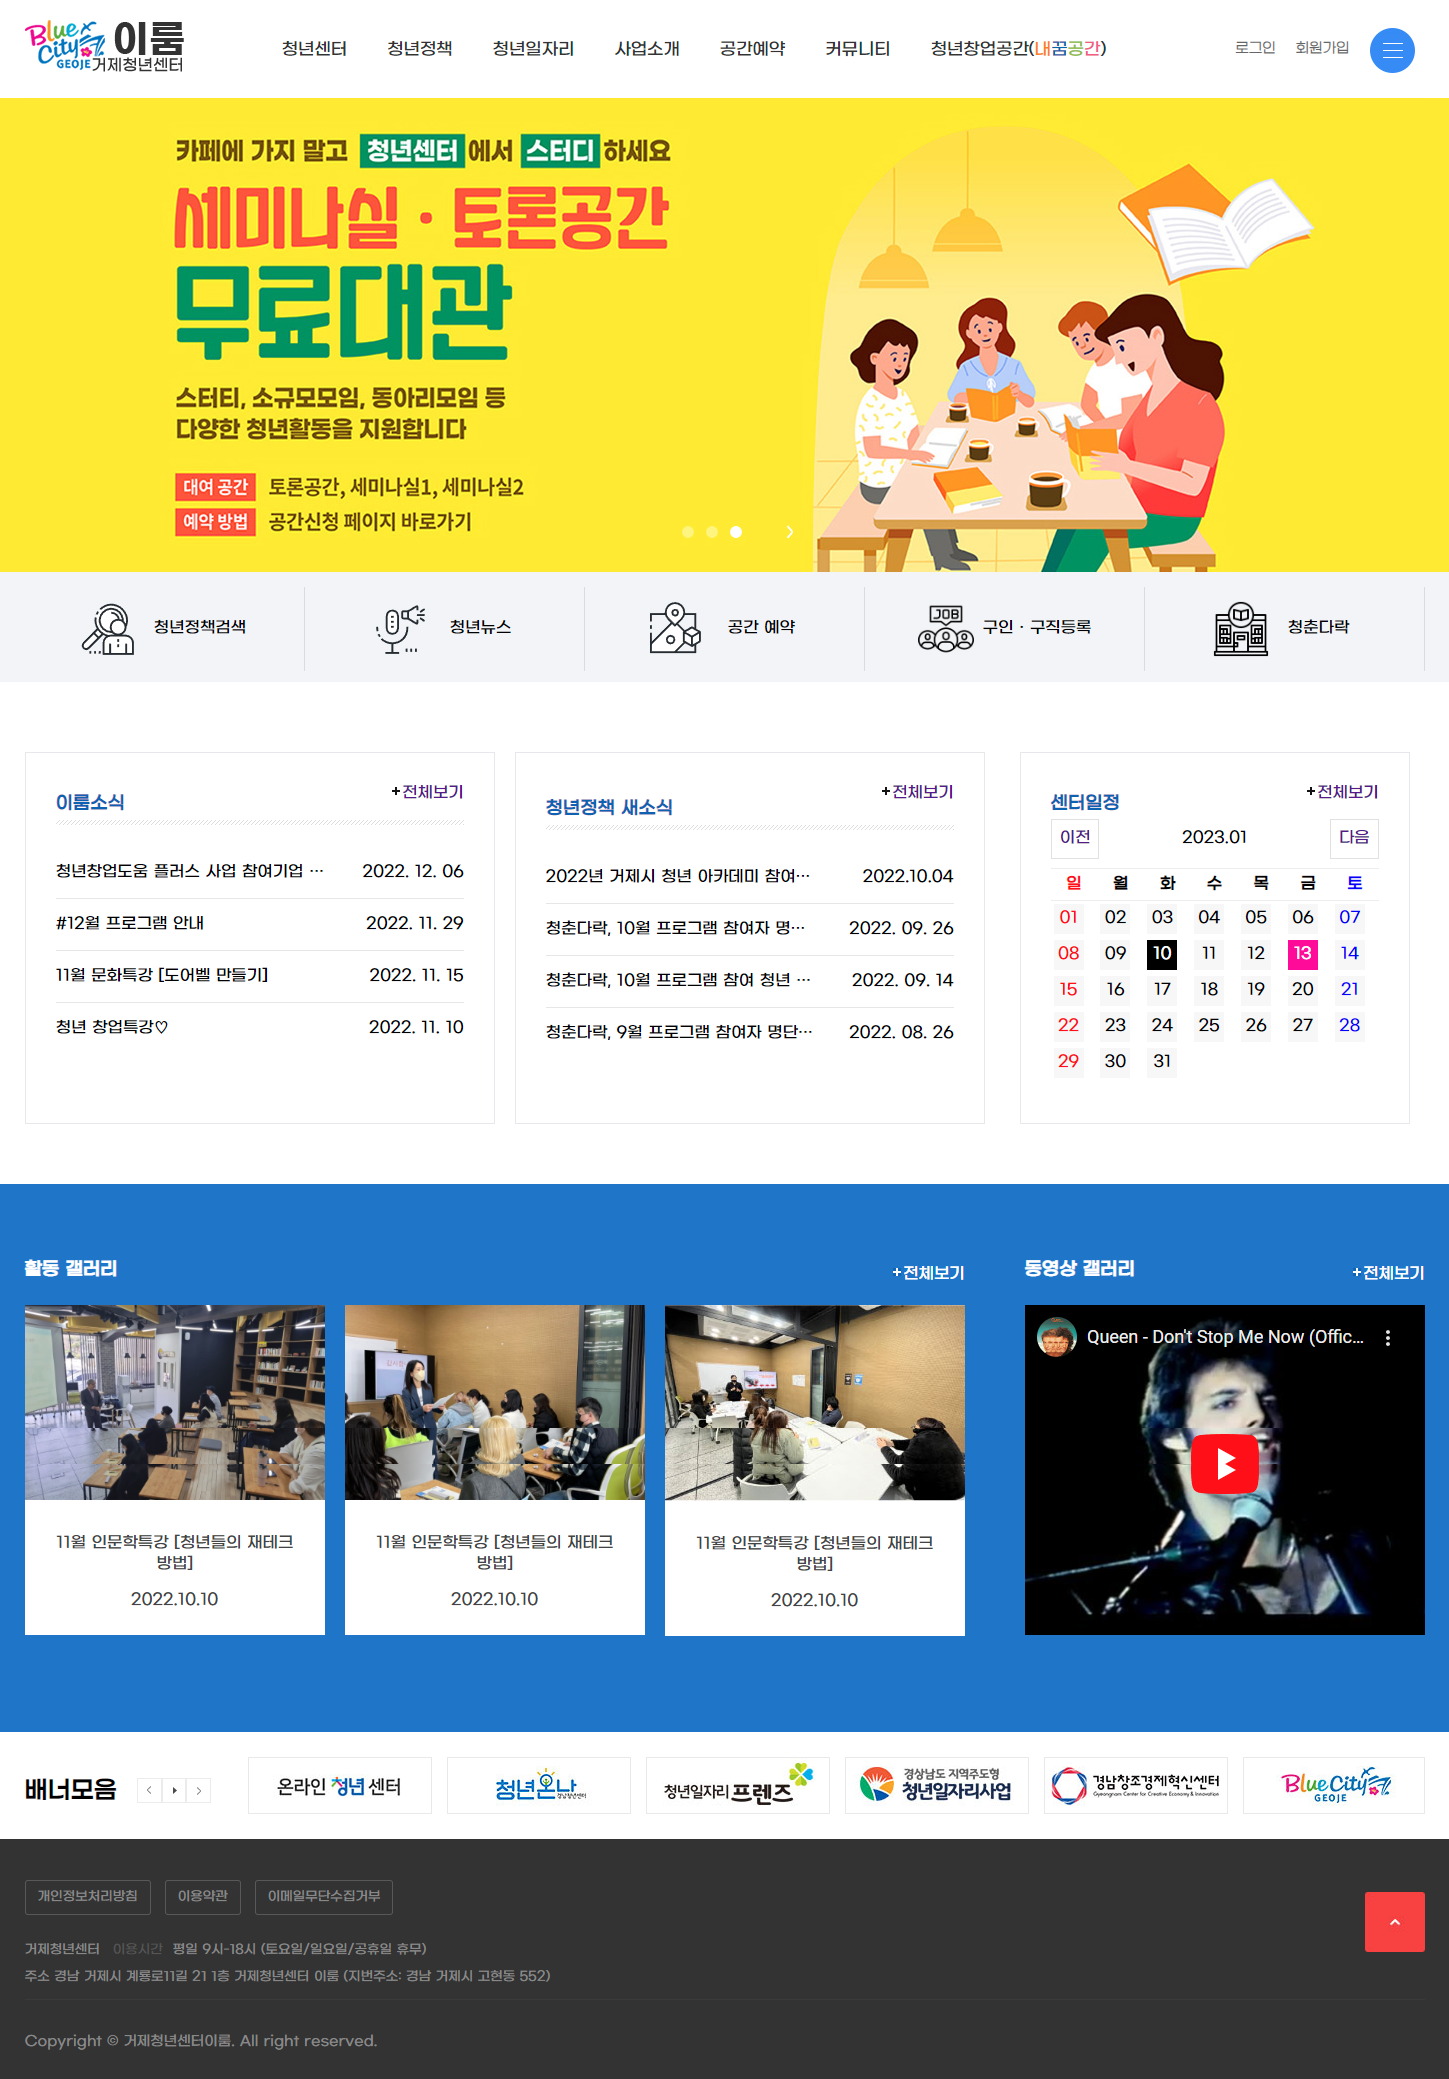 BlueCity GEOJE 이룸
거제청년센터
청년센터 청년정책 청년일자리 사업소개 공간예약 커뮤니티 청년창업공간(내꿈공간)
로그인 회원가입
카페에 가지 말고 청년센터에서 스터디 하세요
세미나실 · 토론공간
무료대관
스터티, 소규모모임, 동아리모임 등
다양한 청년활동을 지원합니다
대여 공간 토론공간, 세미나실1, 세미나실2
예약 방법 공간신청 페이지 바로가기
청년정책검색 청년뉴스 공간 예약 JOB 구인 · 구직등록 청춘다락
이룸소식 +전체보기
청년창업도움 플러스 사업 참여기업 ··· 2022. 12. 06
#12월 프로그램 안내 2022. 11. 29
11월 문화특강 [도어벨 만들기] 2022. 11. 15
청년 창업특강♡ 2022. 11. 10
청년정책 새소식 +전체보기
2022년 거제시 청년 아카데미 참여··· 2022.10.04
청춘다락, 10월 프로그램 참여자 명··· 2022. 09. 26
청춘다락, 10월 프로그램 참여 청년 ··· 2022. 09. 14
청춘다락, 9월 프로그램 참여자 명단··· 2022. 08. 26
센터일정 +전체보기
이전 2023.01 다음
일 월 화 수 목 금 토
01 02 03 04 05 06 07
08 09 10 11 12 13 14
15 16 17 18 19 20 21
22 23 24 25 26 27 28
29 30 31
활동 갤러리 +전체보기
11월 인문학특강 [청년들의 재테크
방법]
2022.10.10
11월 인문학특강 [청년들의 재테크
방법]
2022.10.10
11월 인문학특강 [청년들의 재테크
방법]
2022.10.10
동영상 갤러리 +전체보기
Queen - Don't Stop Me Now (Offic...
배너모음
온라인 청년 센터
청년온나
청년일자리 프렌즈
경상남도 지역주도형
청년일자리사업
경남창조경제혁신센터
Gyeongnam Center for Creative Economy & Innovation
BlueCity
GEOJE
개인정보처리방침 이용약관 이메일무단수집거부
거제청년센터 이용시간 평일 9시-18시 (토요일/일요일/공휴일 휴무)
주소 경남 거제시 계룡로11길 21 1층 거제청년센터 이룸 (지번주소: 경남 거제시 고현동 552)
Copyright © 거제청년센터이룸. All right reserved.